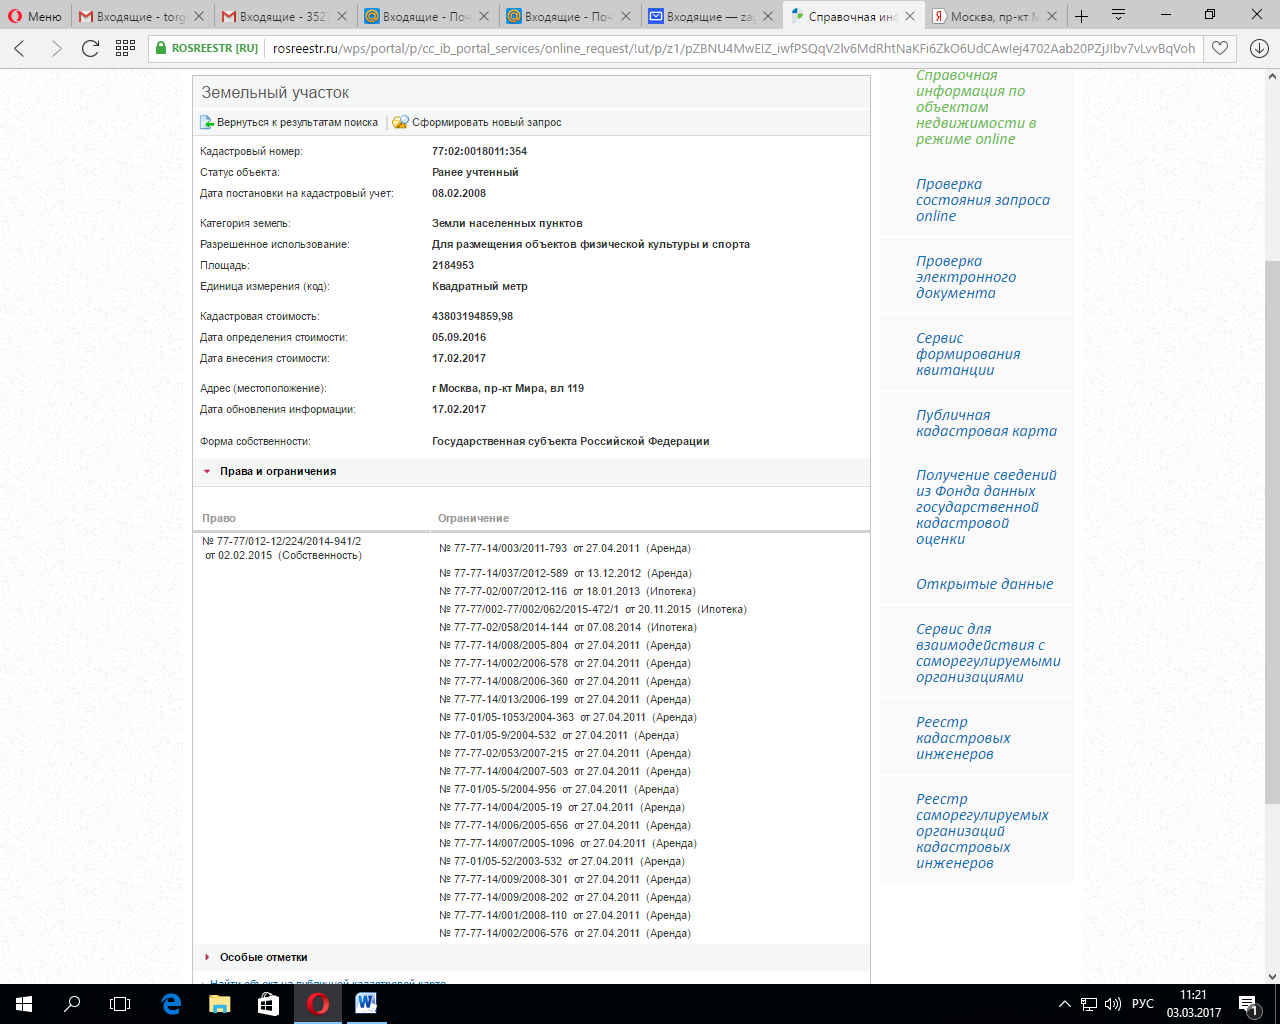 Меню
Входящие - torg
Входящие - 3527
Входящие - Поч
Входящие - Поч
Входящие — zap
Справочная инф
Москва, пр-кт М
ROSREESTR [RU]
Земельный участок
Вернуться к результатам поиска
Сформировать новый запрос
Кадастровый номер: 77:02:0018011:354
Статус объекта: Ранее учтенный
Дата постановки на кадастровый учет: 08.02.2008
Категория земель: Земли населенных пунктов
Разрешенное использование: Для размещения объектов физической культуры и спорта
Площадь: 2184953
Единица измерения (код): Квадратный метр
Кадастровая стоимость: 43803194859,98
Дата определения стоимости: 05.09.2016
Дата внесения стоимости: 17.02.2017
Адрес (местоположение): г Москва, пр-кт Мира, вл 119
Дата обновления информации: 17.02.2017
Форма собственности: Государственная субъекта Российской Федерации
Права и ограничения
Право Ограничение
№ 77-77/012-12/224/2014-941/2
от 02.02.2015 (Собственность)
№ 77-77-14/003/2011-793 от 27.04.2011 (Аренда)
№ 77-77-14/037/2012-589 от 13.12.2012 (Аренда)
№ 77-77-02/007/2012-116 от 18.01.2013 (Ипотека)
№ 77-77/002-77/002/062/2015-472/1 от 20.11.2015 (Ипотека)
№ 77-77-02/058/2014-144 от 07.08.2014 (Ипотека)
№ 77-77-14/008/2005-804 от 27.04.2011 (Аренда)
№ 77-77-14/002/2006-578 от 27.04.2011 (Аренда)
№ 77-77-14/008/2006-360 от 27.04.2011 (Аренда)
№ 77-77-14/013/2006-199 от 27.04.2011 (Аренда)
№ 77-01/05-1053/2004-363 от 27.04.2011 (Аренда)
№ 77-01/05-9/2004-532 от 27.04.2011 (Аренда)
№ 77-77-02/053/2007-215 от 27.04.2011 (Аренда)
№ 77-77-14/004/2007-503 от 27.04.2011 (Аренда)
№ 77-01/05-5/2004-956 от 27.04.2011 (Аренда)
№ 77-77-14/004/2005-19 от 27.04.2011 (Аренда)
№ 77-77-14/006/2005-656 от 27.04.2011 (Аренда)
№ 77-77-14/007/2005-1096 от 27.04.2011 (Аренда)
№ 77-01/05-52/2003-532 от 27.04.2011 (Аренда)
№ 77-77-14/009/2008-301 от 27.04.2011 (Аренда)
№ 77-77-14/009/2008-202 от 27.04.2011 (Аренда)
№ 77-77-14/001/2008-110 от 27.04.2011 (Аренда)
№ 77-77-14/002/2006-576 от 27.04.2011 (Аренда)
Особые отметки
Найти объект на публичной кадастровой карте
Справочная
информация по
объектам
недвижимости в
режиме online
Проверка
состояния запроса
online
Проверка
электронного
документа
Сервис
формирования
квитанции
Публичная
кадастровая карта
Получение сведений
из Фонда данных
государственной
кадастровой
оценки
Открытые данные
Сервис для
взаимодействия с
саморегулируемыми
организациями
Реестр
кадастровых
инженеров
Реестр
саморегулируемых
организаций
кадастровых
инженеров
РУС
11:21
03.03.2017
1